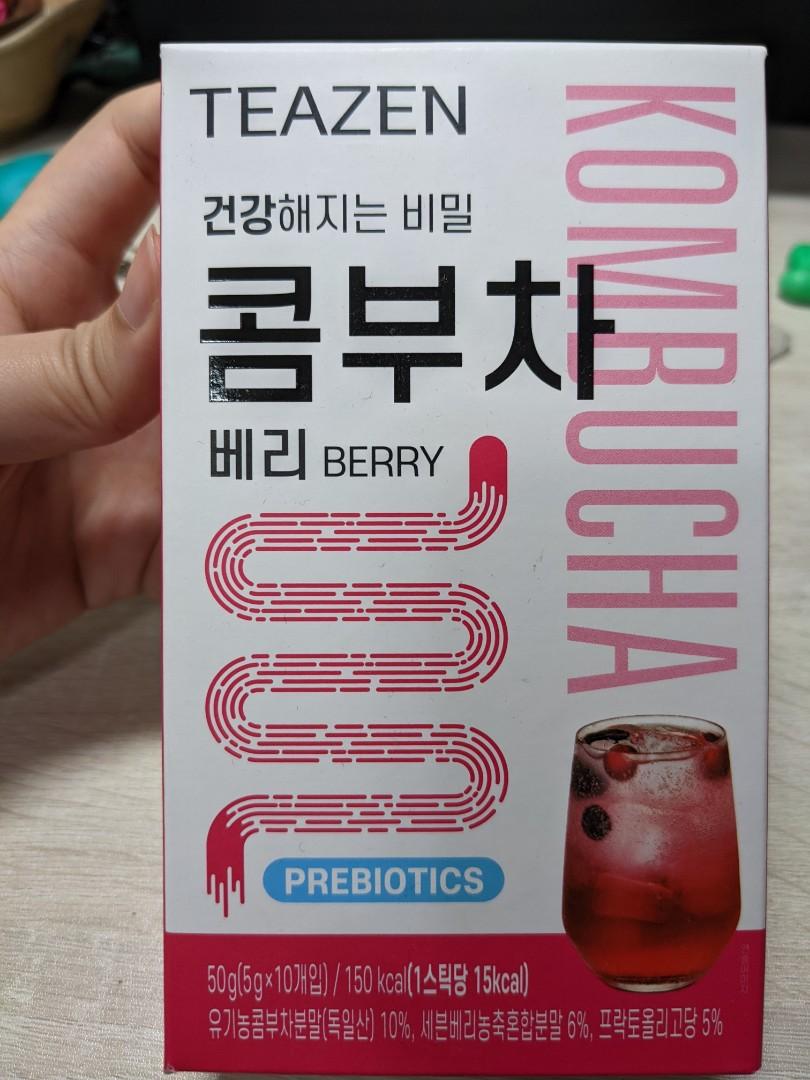 TEAZEN
건강해지는 비밀
콤부차
베리 BERRY
KOMBUCHA
PREBIOTICS
50g(5g×10개입) / 150 kcal(1스틱당 15kcal)
유기농콤부차분말(독일산) 10%, 세븐베리농축혼합분말 6%, 프락토올리고당 5%